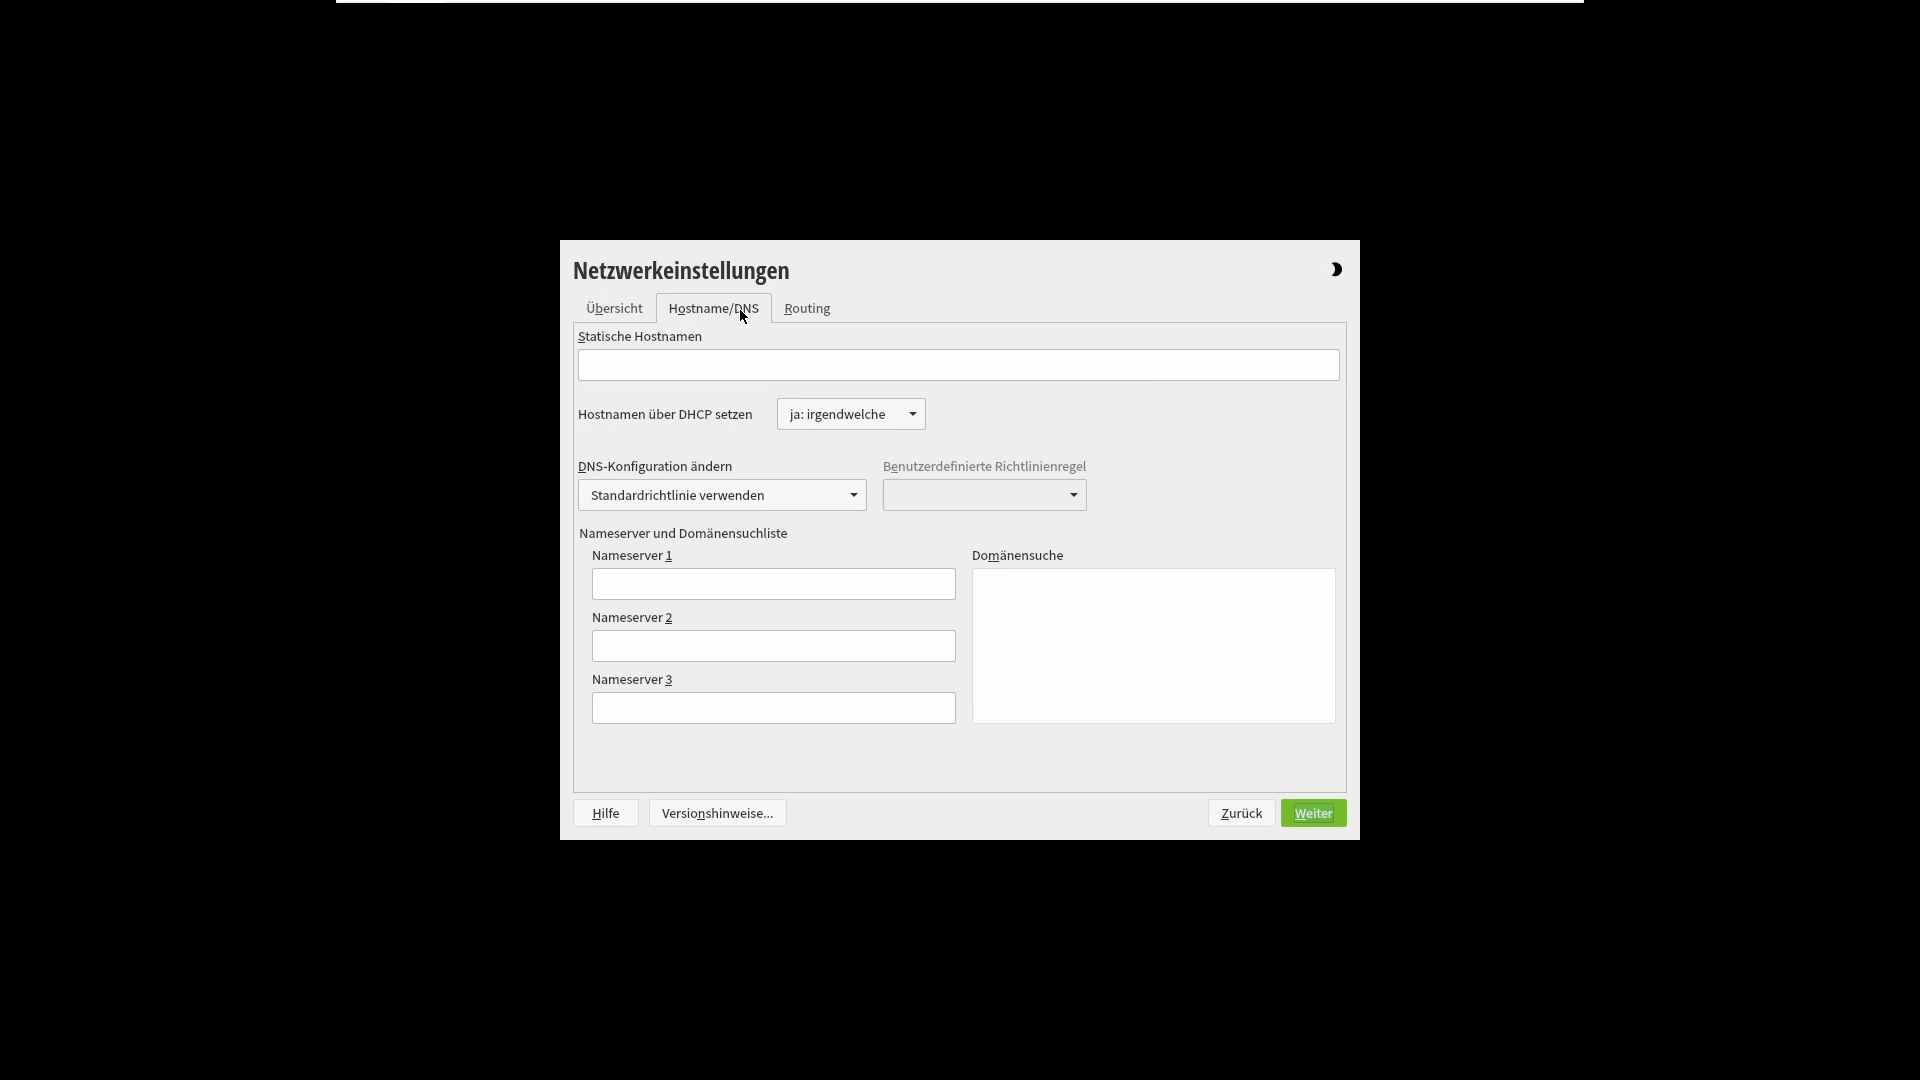 Netzwerkeinstellungen
Übersicht
Hostname/DNS
Routing
Statische Hostnamen
Hostnamen über DHCP setzen
ja: irgendwelche
DNS-Konfiguration ändern
Benutzerdefinierte Richtlinienregel
Standardrichtlinie verwenden
Nameserver und Domänensuchliste
Nameserver 1
Domänensuche
Nameserver 2
Nameserver 3
Hilfe
Versionshinweise...
Zurück
Weiter